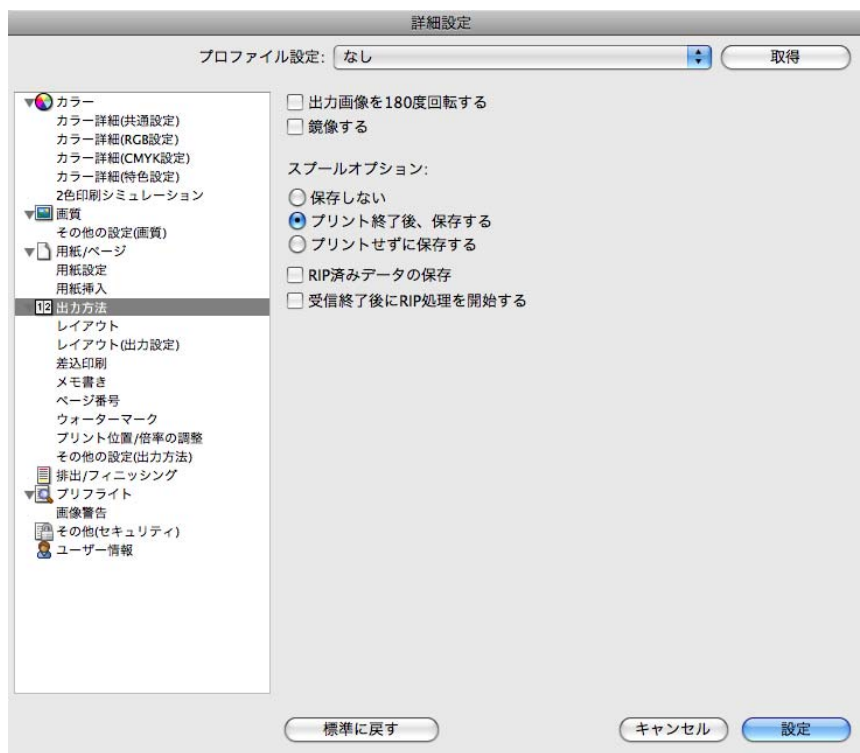 詳細設定
プロファイル設定: なし 取得
カラー
カラー詳細(共通設定)
カラー詳細(RGB設定)
カラー詳細(CMYK設定)
カラー詳細(特色設定)
2色印刷シミュレーション
画質
その他の設定(画質)
用紙/ページ
用紙設定
用紙挿入
12 出力方法
レイアウト
レイアウト(出力設定)
差込印刷
メモ書き
ページ番号
ウォーターマーク
プリント位置/倍率の調整
その他の設定(出力方法)
排出/フィニッシング
プリフライト
画像警告
その他(セキュリティ)
ユーザー情報
出力画像を180度回転する
鏡像する
スプールオプション:
保存しない
プリント終了後、保存する
プリントせずに保存する
RIP済みデータの保存
受信終了後にRIP処理を開始する
標準に戻す キャンセル 設定